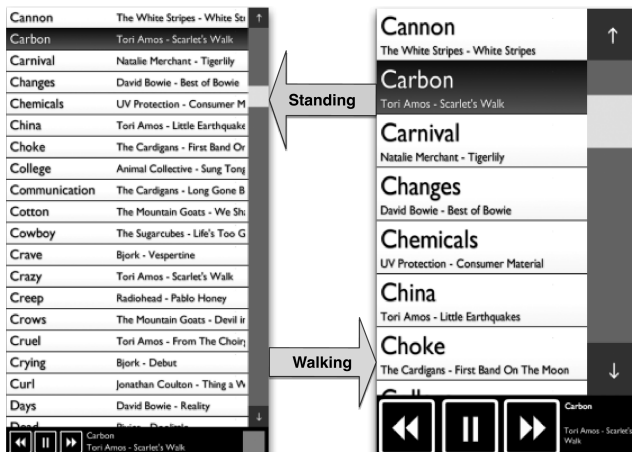 Cannon The White Stripes - White Str
Carbon Tori Amos - Scarlet's Walk
Carnival Natalie Merchant - Tigerlily
Changes David Bowie - Best of Bowie
Chemicals UV Protection - Consumer M
China Tori Amos - Little Earthquake
Choke The Cardigans - First Band Or
College Animal Collective - Sung Tong
Communication The Cardigans - Long Gone B
Cotton The Mountain Goats - We Sha
Cowboy The Sugarcubes - Life's Too G
Crave Bjork - Vespertine
Crazy Tori Amos - Scarlet's Walk
Creep Radiohead - Pablo Honey
Crows The Mountain Goats - Devil in
Cruel Tori Amos - From The Choir
Crying Bjork - Debut
Curl Jonathan Coulton - Thing a W
Days David Bowie - Reality
Dead
Carbon
Tori Amos - Scarlet's Walk
Standing
Walking
Cannon
The White Stripes - White Stripes
Carbon
Tori Amos - Scarlet's Walk
Carnival
Natalie Merchant - Tigerlily
Changes
David Bowie - Best of Bowie
Chemicals
UV Protection - Consumer Material
China
Tori Amos - Little Earthquakes
Choke
The Cardigans - First Band On The Moon
Carbon
Tori Amos - Scarlet's
Walk